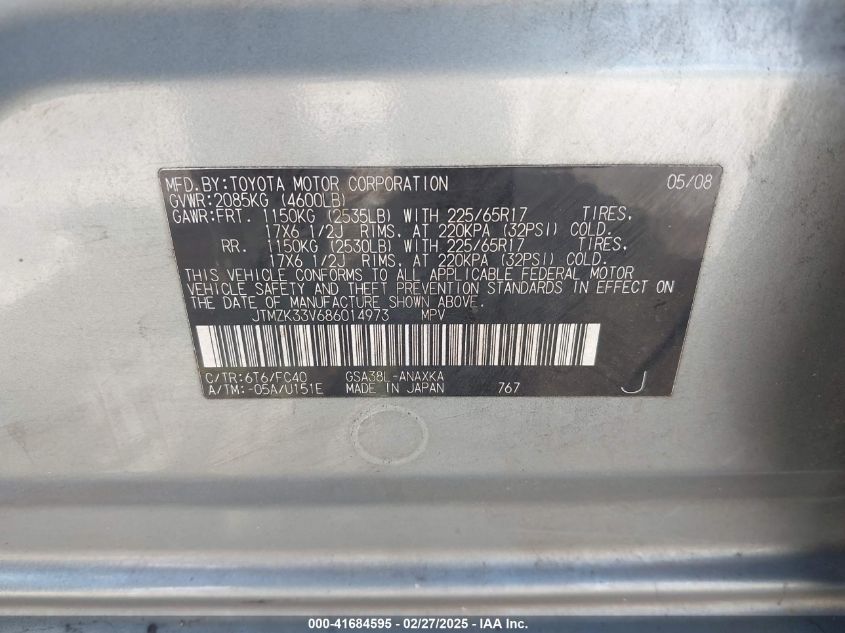 MFD.BY:TOYOTA MOTOR CORPORATION 05/08
GVWR:2085KG (4600LB)
GAWR:FRT. 1150KG (2535LB) WITH 225/65R17 TIRES,
17X6 1/2J RIMS, AT 220KPA (32PSI) COLD.
RR. 1150KG (2530LB) WITH 225/65R17 TIRES,
17X6 1/2J RIMS, AT 220KPA (32PSI) COLD.
THIS VEHICLE CONFORMS TO ALL APPLICABLE FEDERAL MOTOR
VEHICLE SAFETY AND THEFT PREVENTION STANDARDS IN EFFECT ON
THE DATE OF MANUFACTURE SHOWN ABOVE.
JTMZK33V686014973 MPV
C/TR:6T6/FC40 GSA38L-ANAXKA
A/TM:-05A/U151E MADE IN JAPAN 767 J
000-41684595 - 02/27/2025 - IAA Inc.